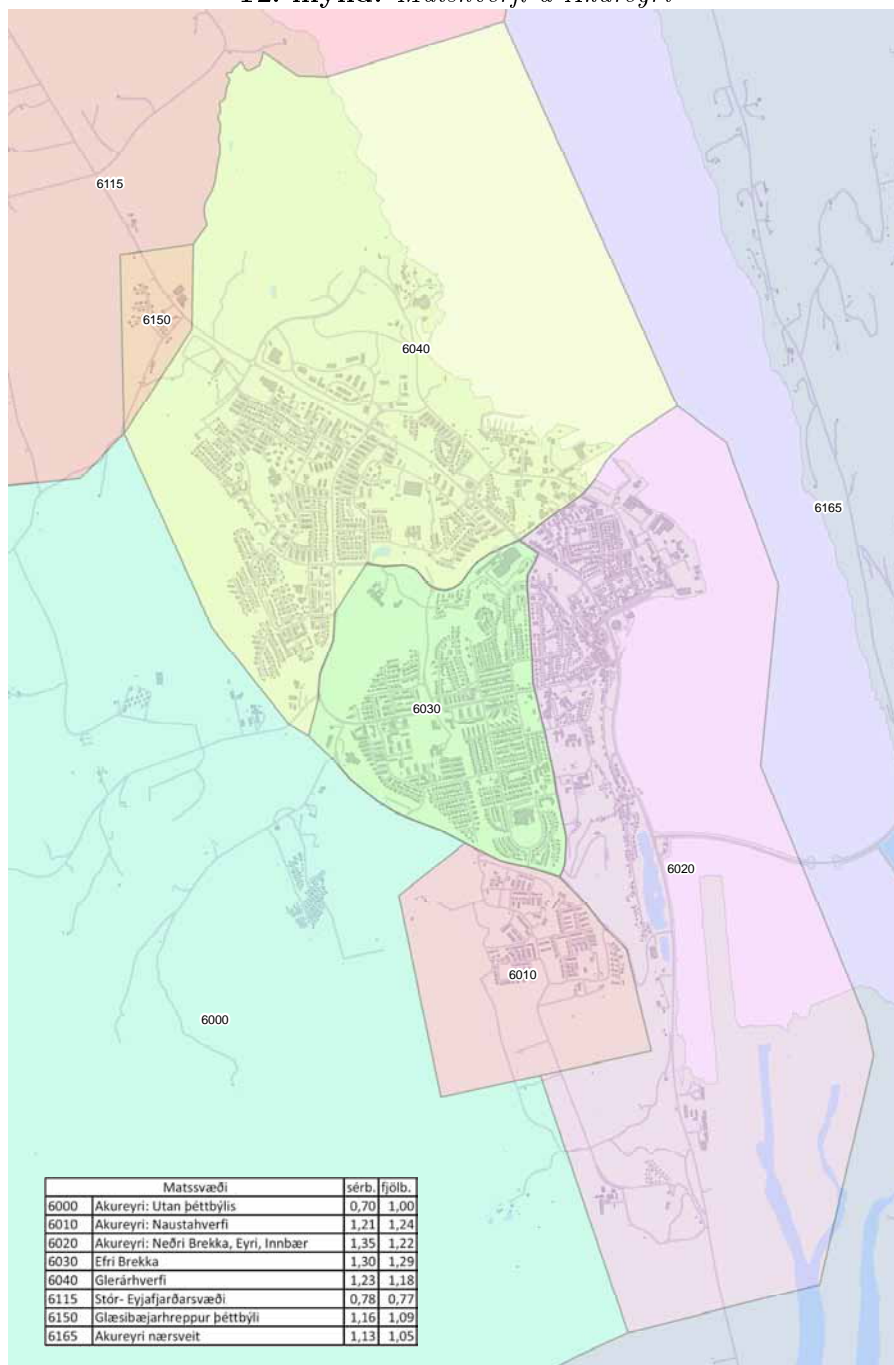 12. mynd. Matshverfi á Akureyri
6115
6150
6040
6165
6030
6020
6010
6000
Matssvæði sérb. fjölb.
6000 Akureyri: Utan þéttbýlis 0,70 1,00
6010 Akureyri: Naustahverfi 1,21 1,24
6020 Akureyri: Neðri Brekka, Eyri, Innbær 1,35 1,22
6030 Efri Brekka 1,30 1,29
6040 Glerárhverfi 1,23 1,18
6115 Stór- Eyjafjarðarsvæði 0,78 0,77
6150 Glæsibæjarhreppur þéttbýli 1,16 1,09
6165 Akureyri nærsveit 1,13 1,05